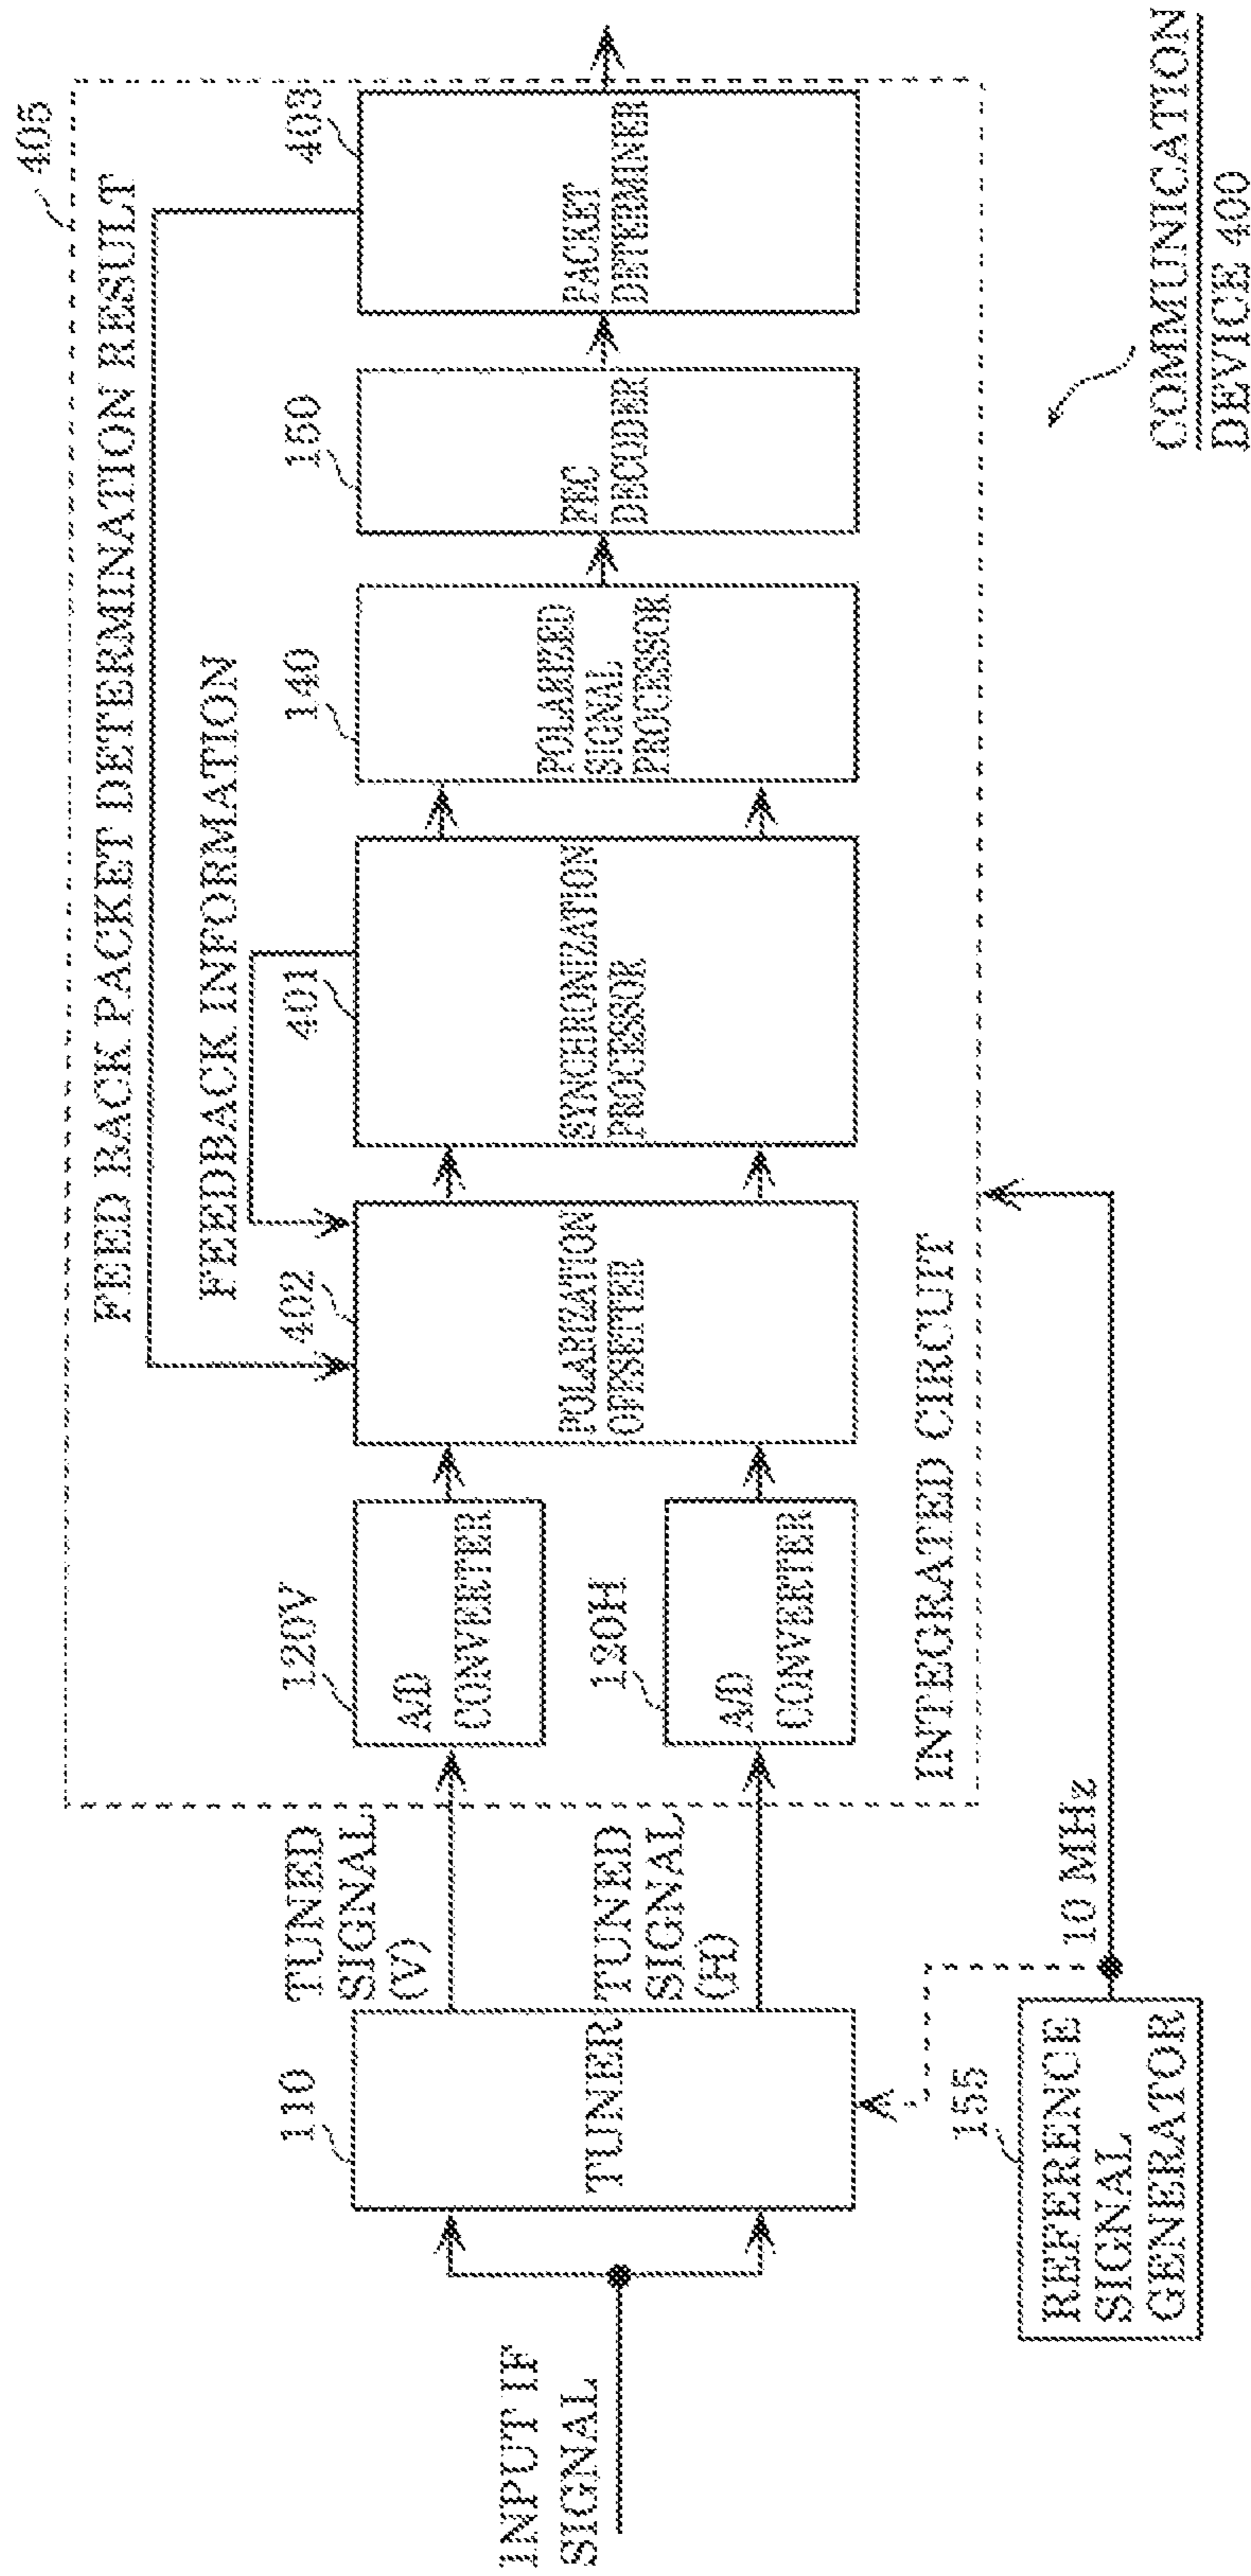 405
FEED BACK PACKET DETERMINATION RESULT
FEEDBACK INFORMATION
110
TUNED
SIGNAL
(V)
120V
402
401
140
150
403
INPUT IF
SIGNAL
TUNER
TUNED
SIGNAL
(H)
A/D
CONVERTER
120H
A/D
CONVERTER
POLARIZATION
OFFSETTER
SYNCHRONIZATION
PROCESSOR
POLARIZED
SIGNAL
PROCESSOR
FEC
DECODER
PACKET
DETERMINER
INTEGRATED CIRCUIT
155
REFERENCE
SIGNAL
GENERATOR
10 MHz
COMMUNICATION
DEVICE 400